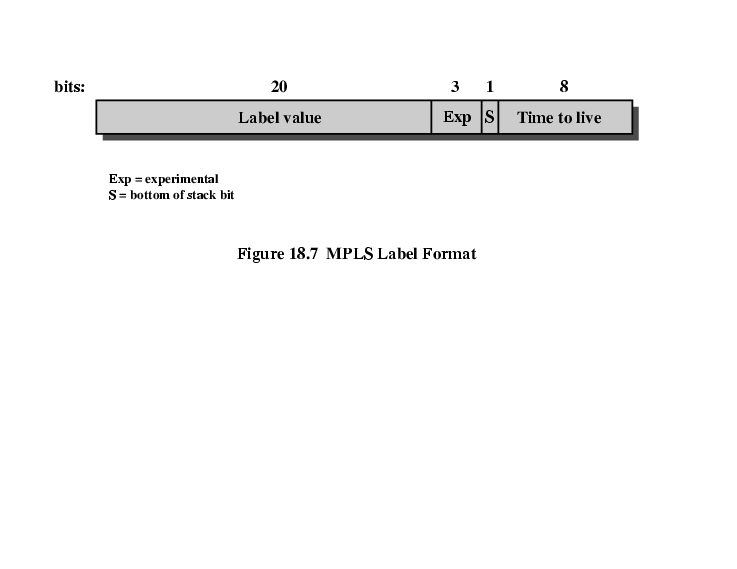 bits: 20 3 1 8
Label value Exp S Time to live
Exp = experimental
S = bottom of stack bit
Figure 18.7 MPLS Label Format